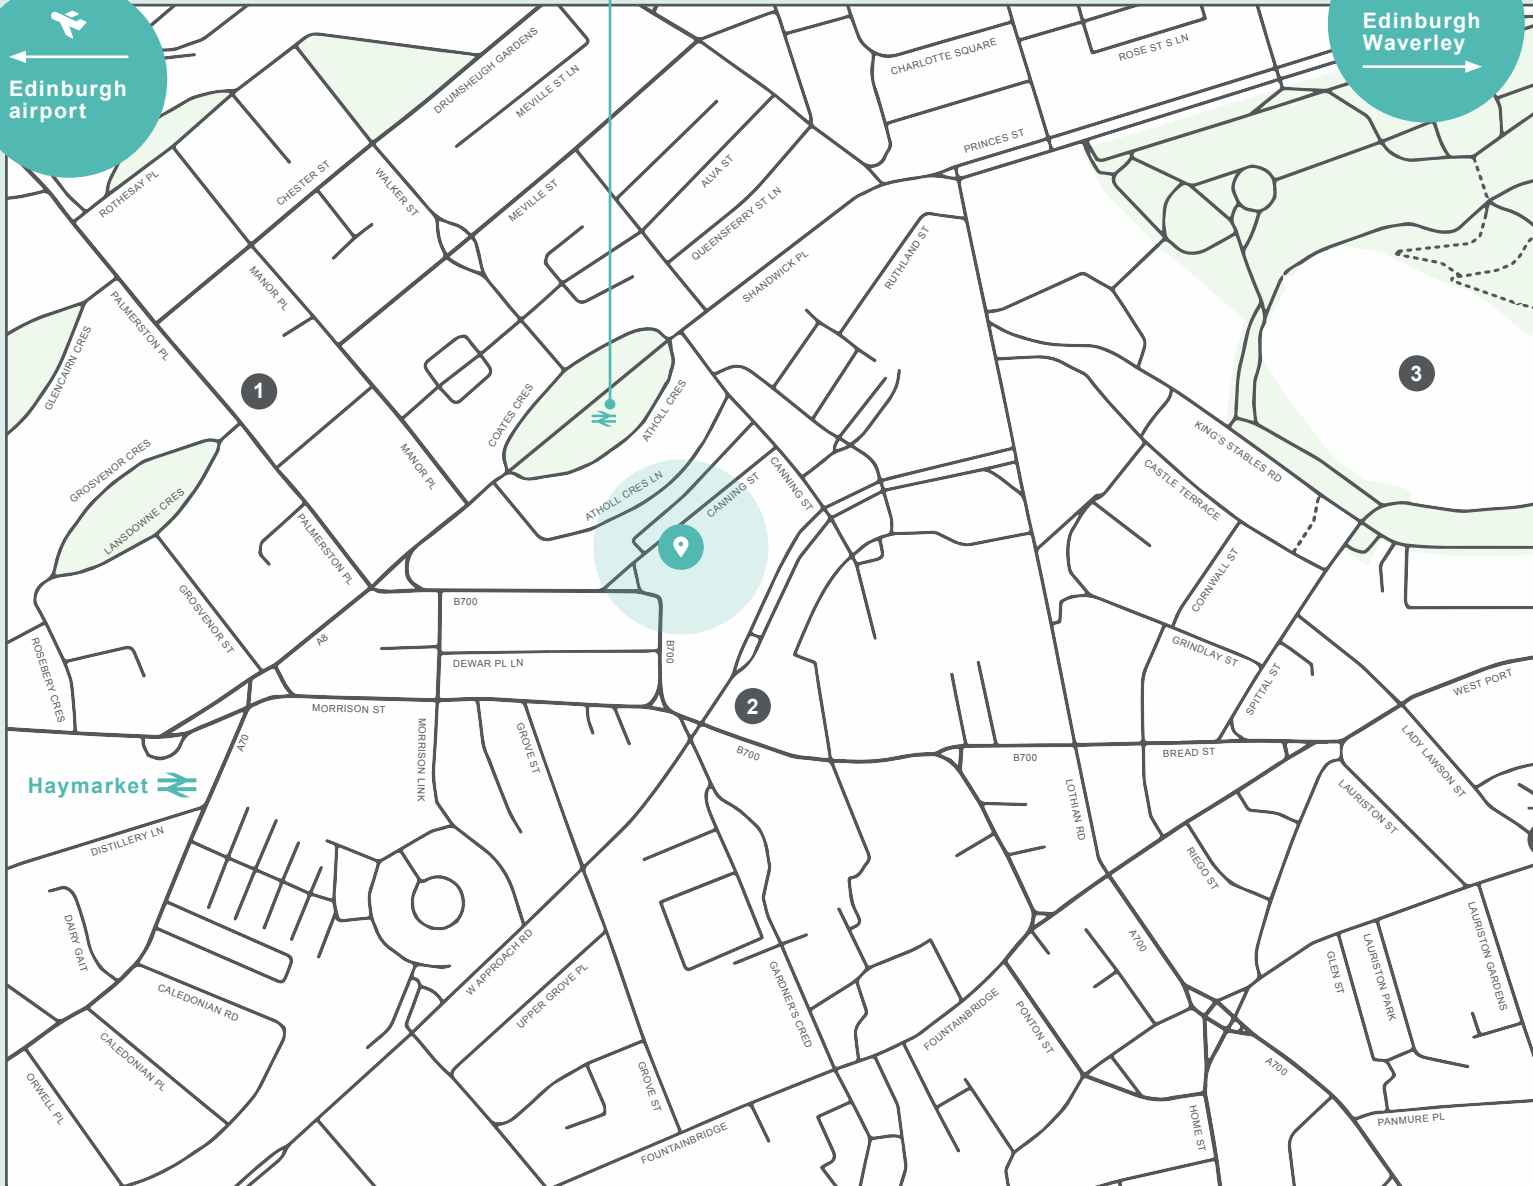 Edinburgh
airport
Edinburgh
Waverley
DRUMSHEUGH GARDENS
MEVILLE ST LN
CHARLOTTE SQUARE
ROSE ST S LN
PRINCES ST
ROTHESAY PL
CHESTER ST
WALKER ST
MEVILLE ST
ALVA ST
QUEENSFERRY ST LN
SHANDWICK PL
RUTHLAND ST
MANOR PL
PALMERSTON PL
GLENCAIRN CRES
1
3
COATES CRES
ATHOLL CRES
GROSVENOR CRES
LANSDOWNE CRES
MANOR PL
ATHOLL CRES LN
CANNING ST
CANNING ST
KING'S STABLES RD
CASTLE TERRACE
PALMERSTON PL
GROSVENOR ST
CORNWALL ST
B700
A8
B700
DEWAR PL LN
GRINDLAY ST
SPITTAL ST
WEST PORT
ROSEBERY CRES
MORRISON ST
2
A70
MORRISON LINK
GROVE ST
B700
B700
BREAD ST
LADY LAWSON ST
Haymarket
LOTHIAN RD
LAURISTON ST
DISTILLERY LN
RIEGO ST
DAIRY GAIT
W APPROACH RD
A700
LAURISTON GARDENS
GLEN ST
LAURISTON PARK
CALEDONIAN RD
UPPER GROVE PL
GARDNER'S CRED
FOUNTAINBRIDGE
PONTON ST
CALEDONIAN PL
ORWELL PL
GROVE ST
A700
HOME ST
PANMURE PL
FOUNTAINBRIDGE